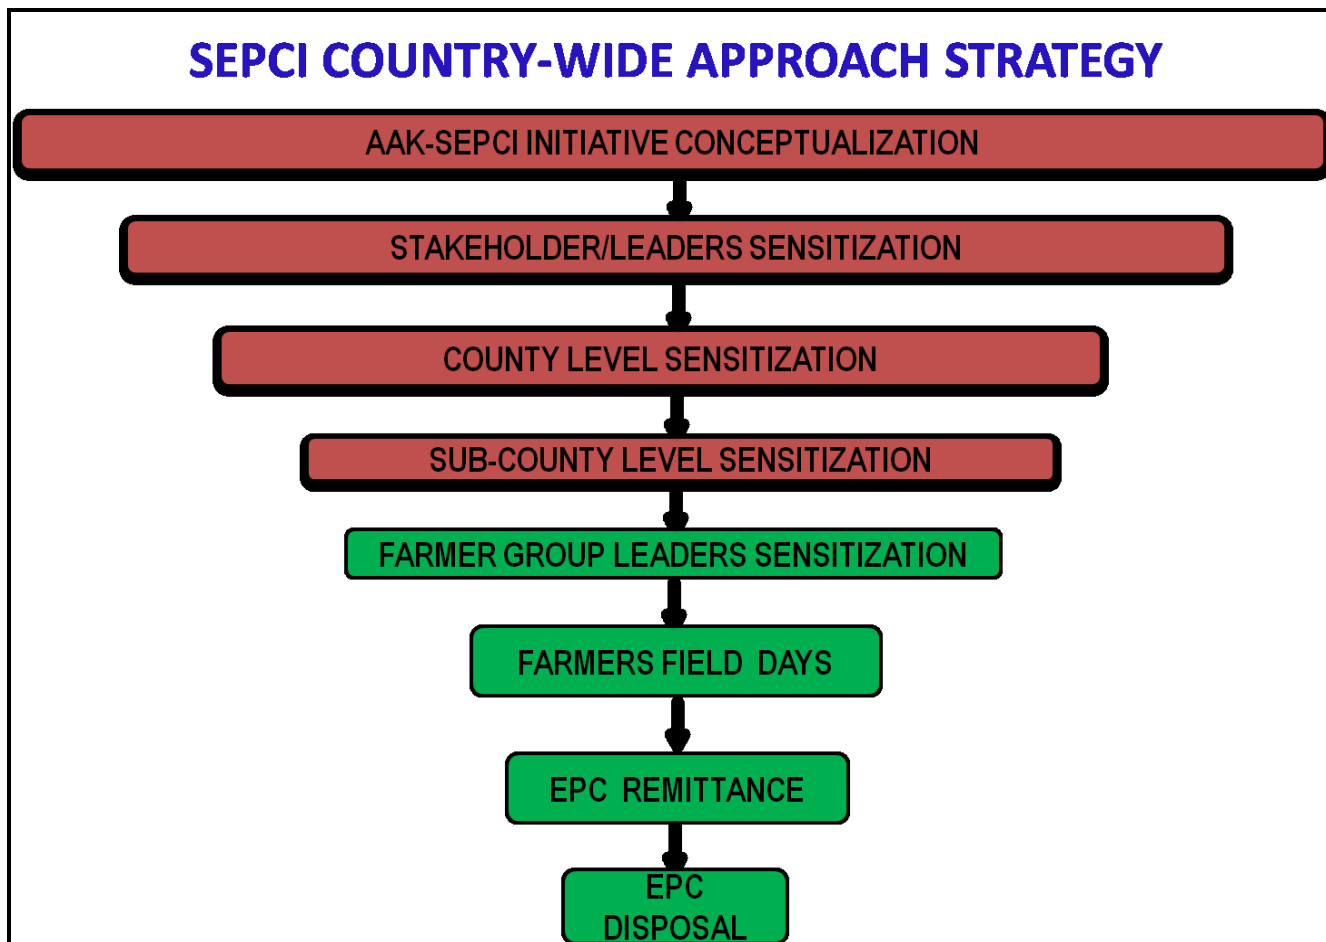 SEPCI COUNTRY-WIDE APPROACH STRATEGY
AAK-SEPCI INITIATIVE CONCEPTUALIZATION
STAKEHOLDER/LEADERS SENSITIZATION
COUNTY LEVEL SENSITIZATION
SUB-COUNTY LEVEL SENSITIZATION
FARMER GROUP LEADERS SENSITIZATION
FARMERS FIELD DAYS
EPC REMITTANCE
EPC
DISPOSAL